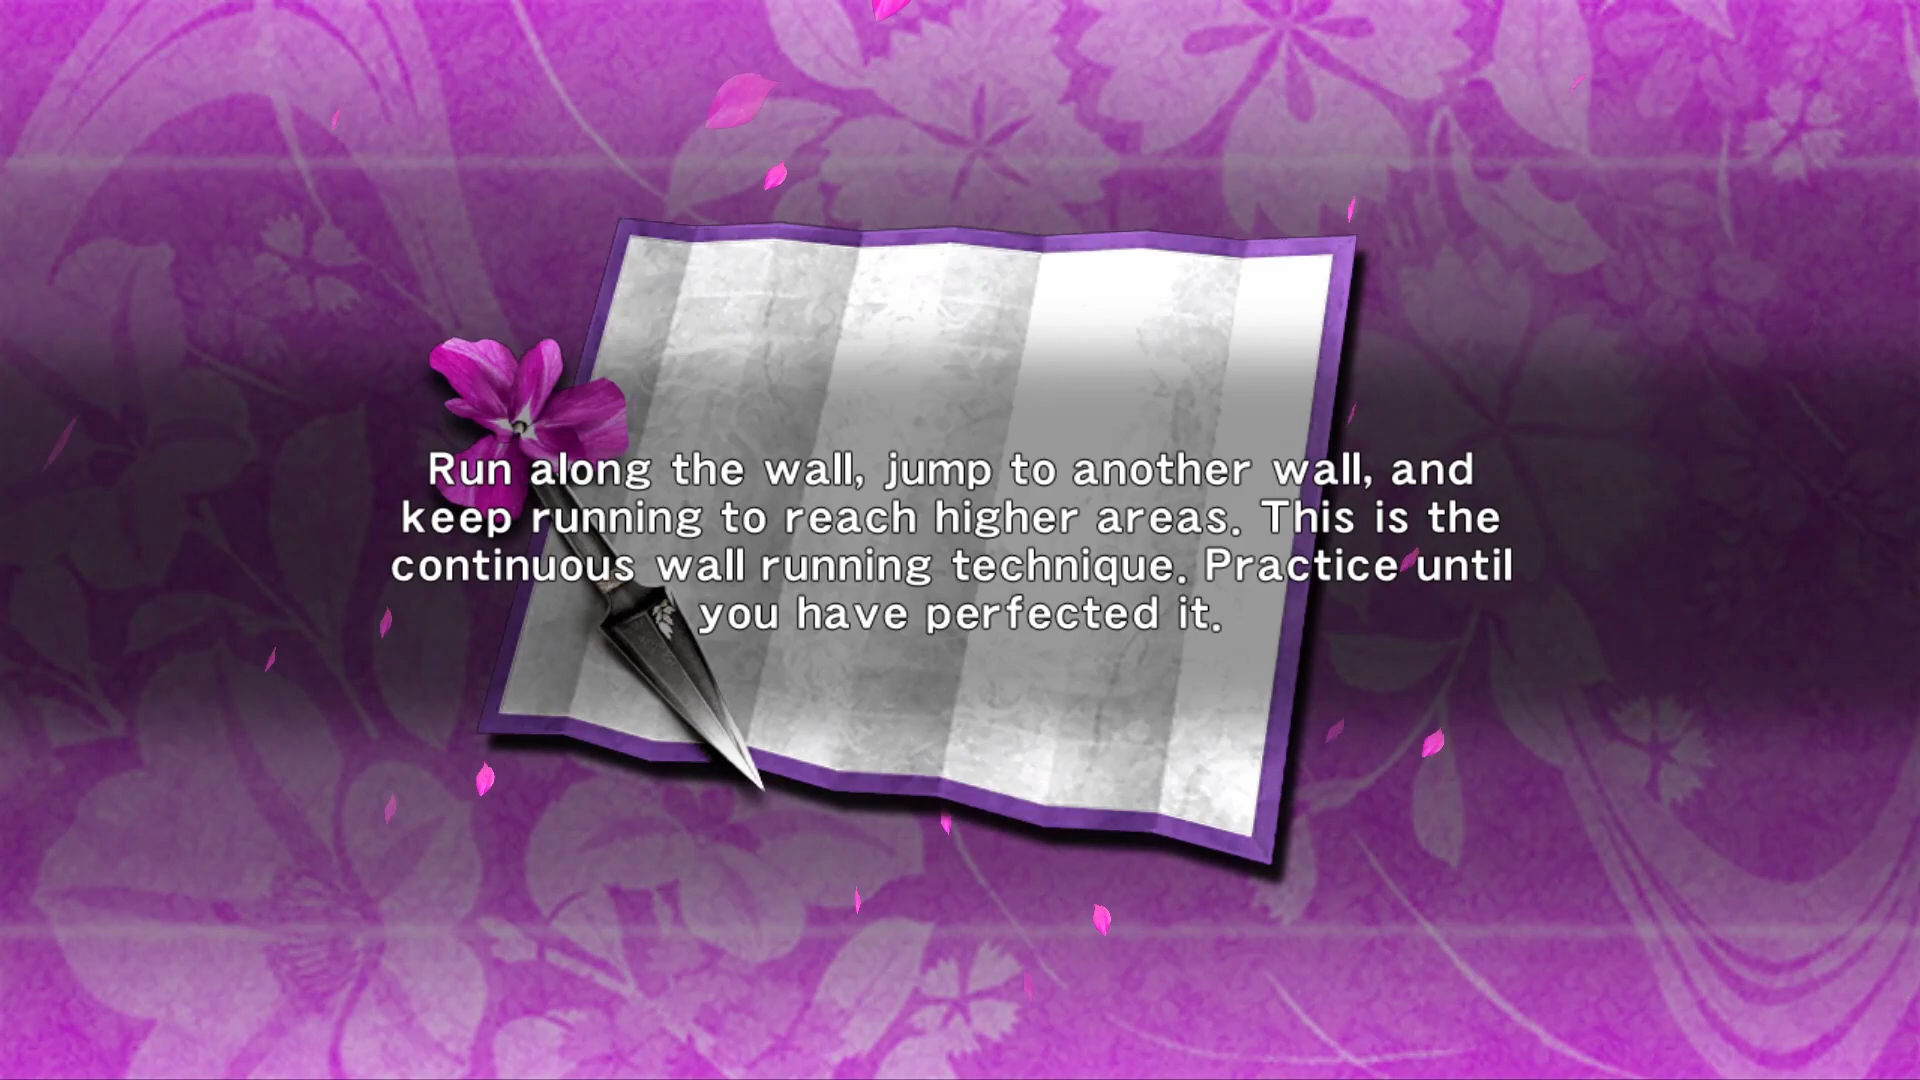 Run along the wall, jump to another wall, and
keep running to reach higher areas. This is the
continuous wall running technique. Practice until
you have perfected it.